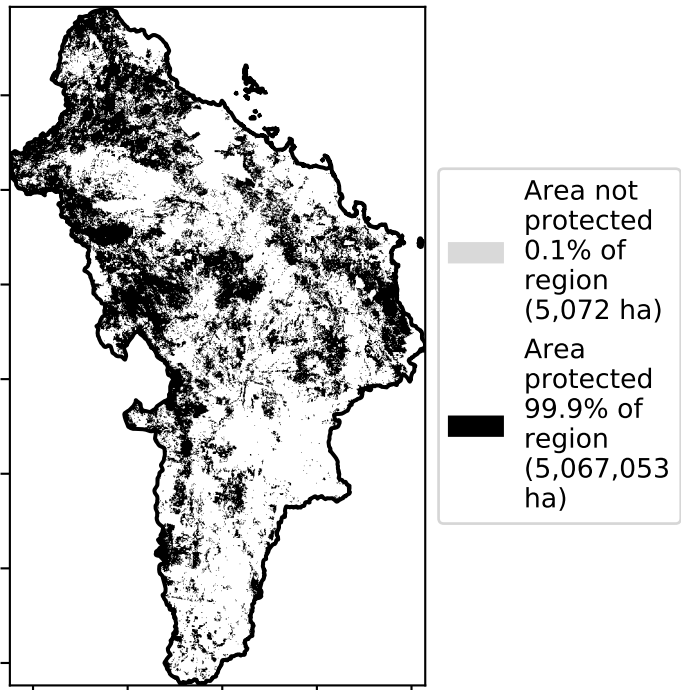 Area not
protected
0.1% of
region
(5,072 ha)
Area
protected
99.9% of
region
(5,067,053
ha)